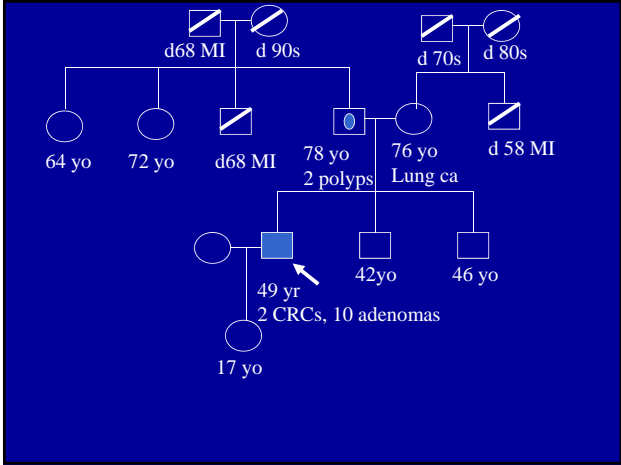 d68 MI
d 90s
d 70s
d 80s
64 yo
72 yo
d68 MI
78 yo
2 polyps
76 yo
Lung ca
d 58 MI
49 yr
2 CRCs, 10 adenomas
42yo
46 yo
17 yo